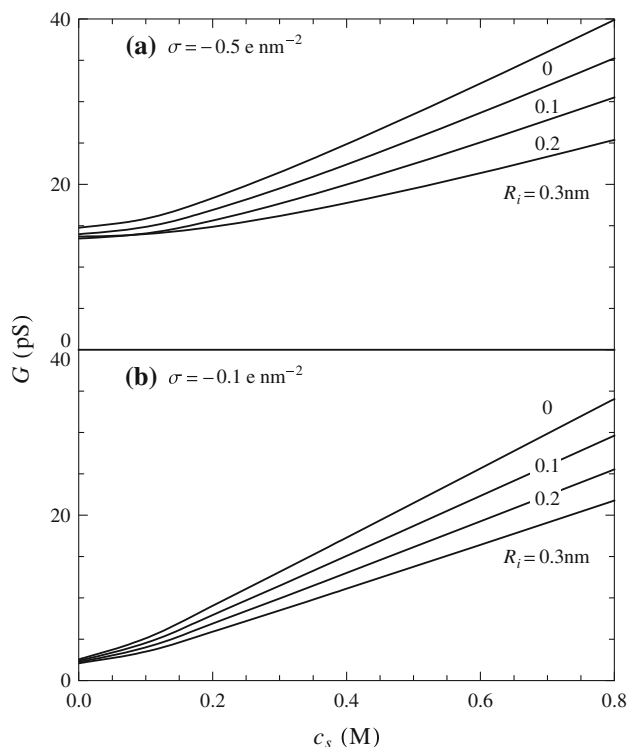 40
(a) σ = −0.5 e nm⁻²
0
0.1
0.2
20
Rᵢ = 0.3nm
0
G (pS)
40
(b) σ = −0.1 e nm⁻²
0
0.1
20
0.2
Rᵢ = 0.3nm
0
0.0 0.2 0.4 0.6 0.8
cₛ (M)